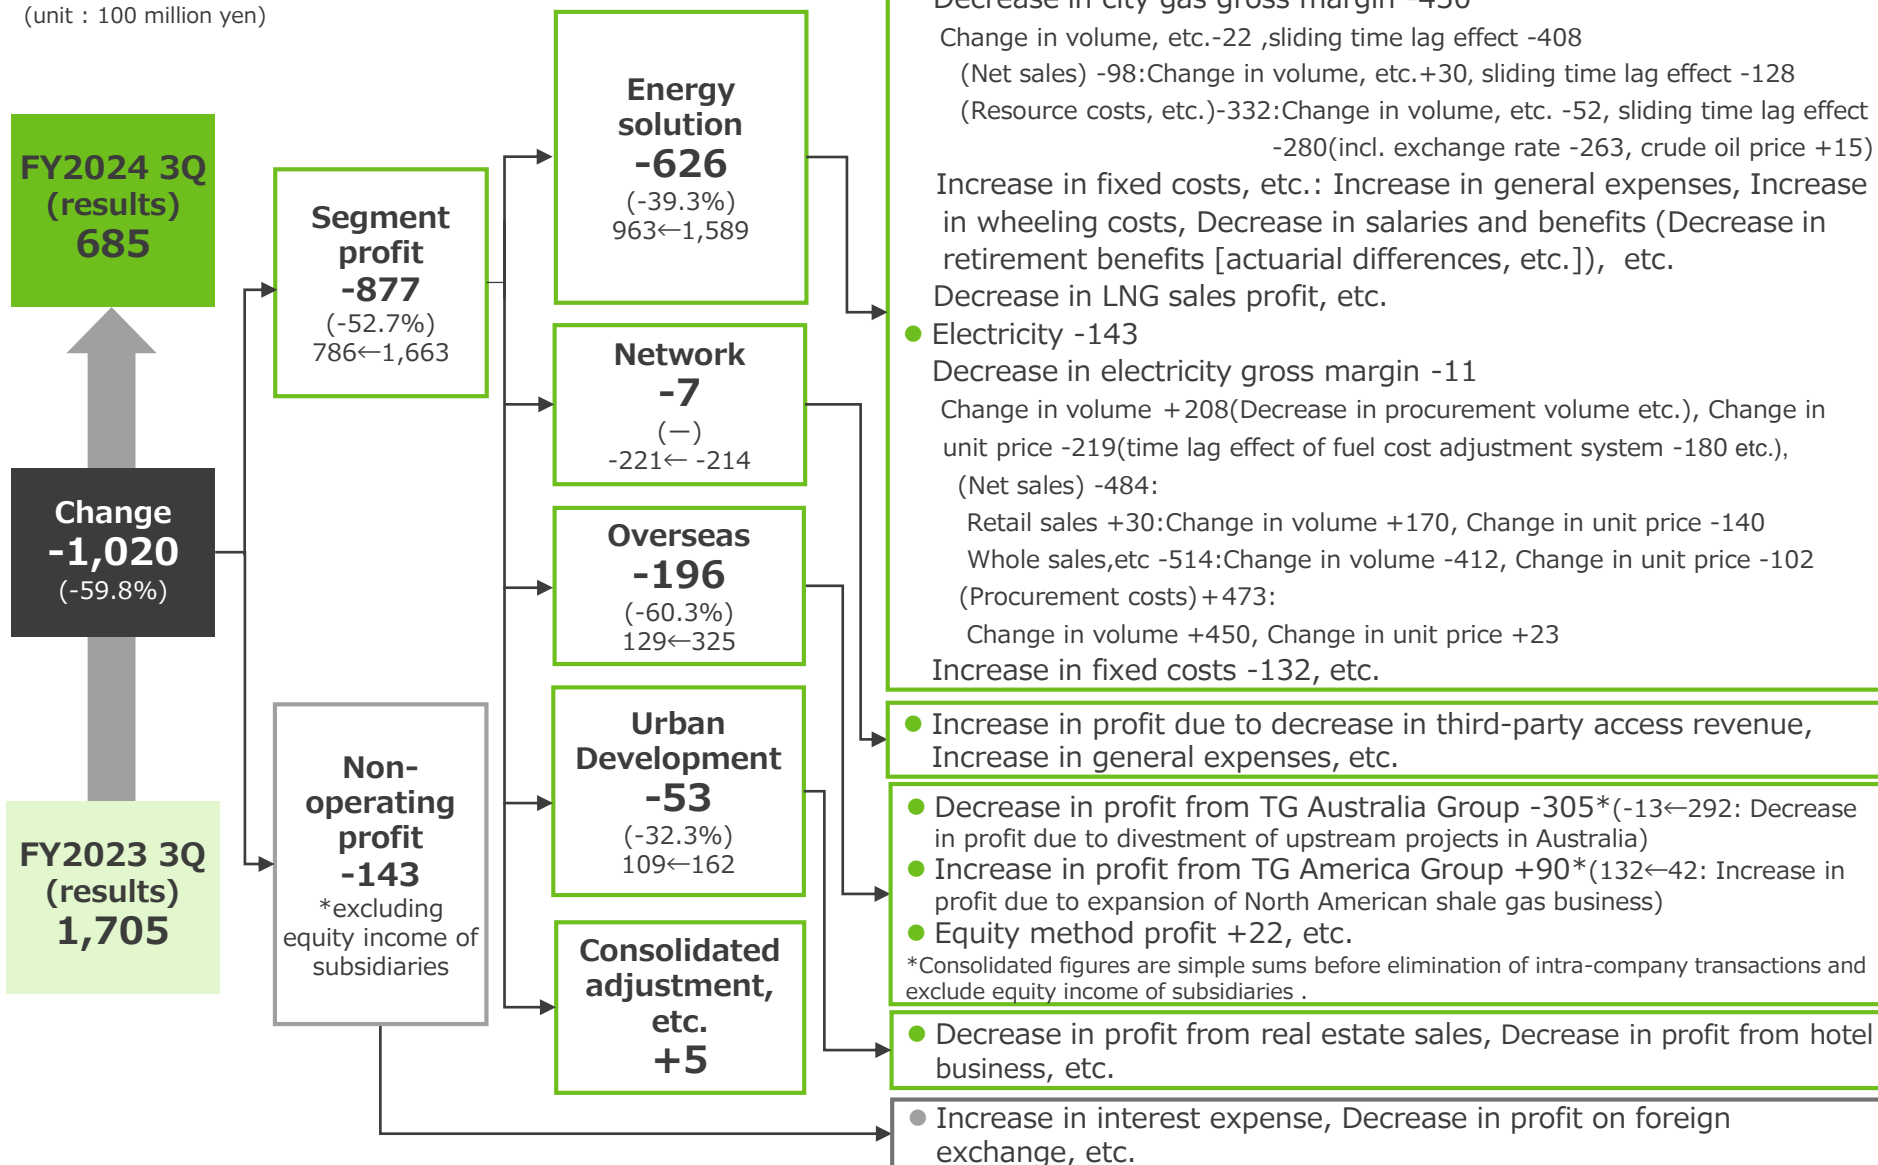 (unit : 100 million yen)
FY2024 3Q
(results)
685
Change
-1,020
(-59.8%)
FY2023 3Q
(results)
1,705
Segment
profit
-877
(-52.7%)
786←1,663
Non-
operating
profit
-143
*excluding
equity income of
subsidiaries
Energy
solution
-626
(-39.3%)
963←1,589
Network
-7
(—)
-221← -214
Overseas
-196
(-60.3%)
129←325
Urban
Development
-53
(-32.3%)
109←162
Consolidated
adjustment,
etc.
+5
Decrease in city gas gross margin -430
Change in volume, etc.-22 ,sliding time lag effect -408
(Net sales) -98:Change in volume, etc.+30, sliding time lag effect -128
(Resource costs, etc.)-332:Change in volume, etc. -52, sliding time lag effect
-280(incl. exchange rate -263, crude oil price +15)
Increase in fixed costs, etc.: Increase in general expenses, Increase
in wheeling costs, Decrease in salaries and benefits (Decrease in
retirement benefits [actuarial differences, etc.]), etc.
Decrease in LNG sales profit, etc.
● Electricity -143
Decrease in electricity gross margin -11
Change in volume +208(Decrease in procurement volume etc.), Change in
unit price -219(time lag effect of fuel cost adjustment system -180 etc.),
(Net sales) -484:
Retail sales +30:Change in volume +170, Change in unit price -140
Whole sales,etc -514:Change in volume -412, Change in unit price -102
(Procurement costs)+473:
Change in volume +450, Change in unit price +23
Increase in fixed costs -132, etc.
● Increase in profit due to decrease in third-party access revenue,
Increase in general expenses, etc.
● Decrease in profit from TG Australia Group -305*(-13←292: Decrease
in profit due to divestment of upstream projects in Australia)
● Increase in profit from TG America Group +90*(132←42: Increase in
profit due to expansion of North American shale gas business)
● Equity method profit +22, etc.
*Consolidated figures are simple sums before elimination of intra-company transactions and
exclude equity income of subsidiaries .
● Decrease in profit from real estate sales, Decrease in profit from hotel
business, etc.
● Increase in interest expense, Decrease in profit on foreign
exchange, etc.